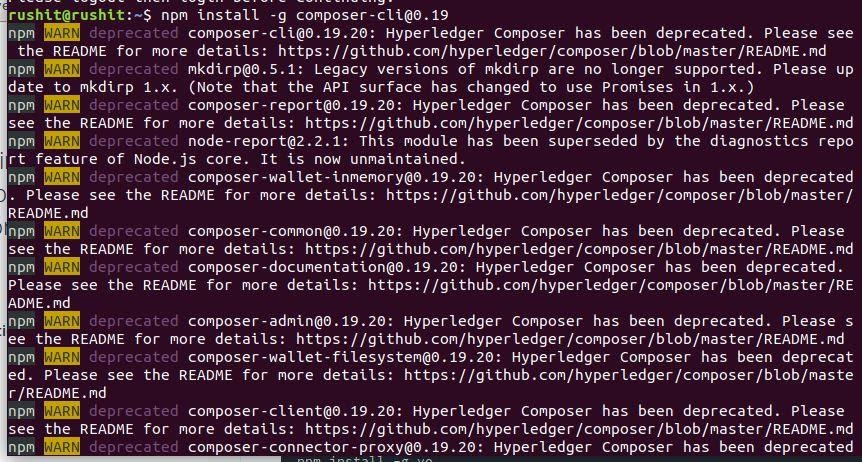 Please logout then login before continuing.
rushit@rushit:~$ npm install -g composer-cli@0.19
npm WARN deprecated composer-cli@0.19.20: Hyperledger Composer has been deprecated. Please see
 the README for more details: https://github.com/hyperledger/composer/blob/master/README.md
npm WARN deprecated mkdirp@0.5.1: Legacy versions of mkdirp are no longer supported. Please up
date to mkdirp 1.x. (Note that the API surface has changed to use Promises in 1.x.)
npm WARN deprecated composer-report@0.19.20: Hyperledger Composer has been deprecated. Please
see the README for more details: https://github.com/hyperledger/composer/blob/master/README.md
npm WARN deprecated node-report@2.2.1: This module has been superseded by the diagnostics repo
rt feature of Node.js core. It is now unmaintained.
npm WARN deprecated composer-wallet-inmemory@0.19.20: Hyperledger Composer has been deprecated
. Please see the README for more details: https://github.com/hyperledger/composer/blob/master/
README.md
npm WARN deprecated composer-common@0.19.20: Hyperledger Composer has been deprecated. Please
see the README for more details: https://github.com/hyperledger/composer/blob/master/README.md
npm WARN deprecated composer-documentation@0.19.20: Hyperledger Composer has been deprecated.
Please see the README for more details: https://github.com/hyperledger/composer/blob/master/RE
ADME.md
npm WARN deprecated composer-admin@0.19.20: Hyperledger Composer has been deprecated. Please s
ee the README for more details: https://github.com/hyperledger/composer/blob/master/README.md
npm WARN deprecated composer-wallet-filesystem@0.19.20: Hyperledger Composer has been deprecat
ed. Please see the README for more details: https://github.com/hyperledger/composer/blob/maste
r/README.md
npm WARN deprecated composer-client@0.19.20: Hyperledger Composer has been deprecated. Please
see the README for more details: https://github.com/hyperledger/composer/blob/master/README.md
npm WARN deprecated composer-connector-proxy@0.19.20: Hyperledger Composer has been deprecated
npm install -g yo